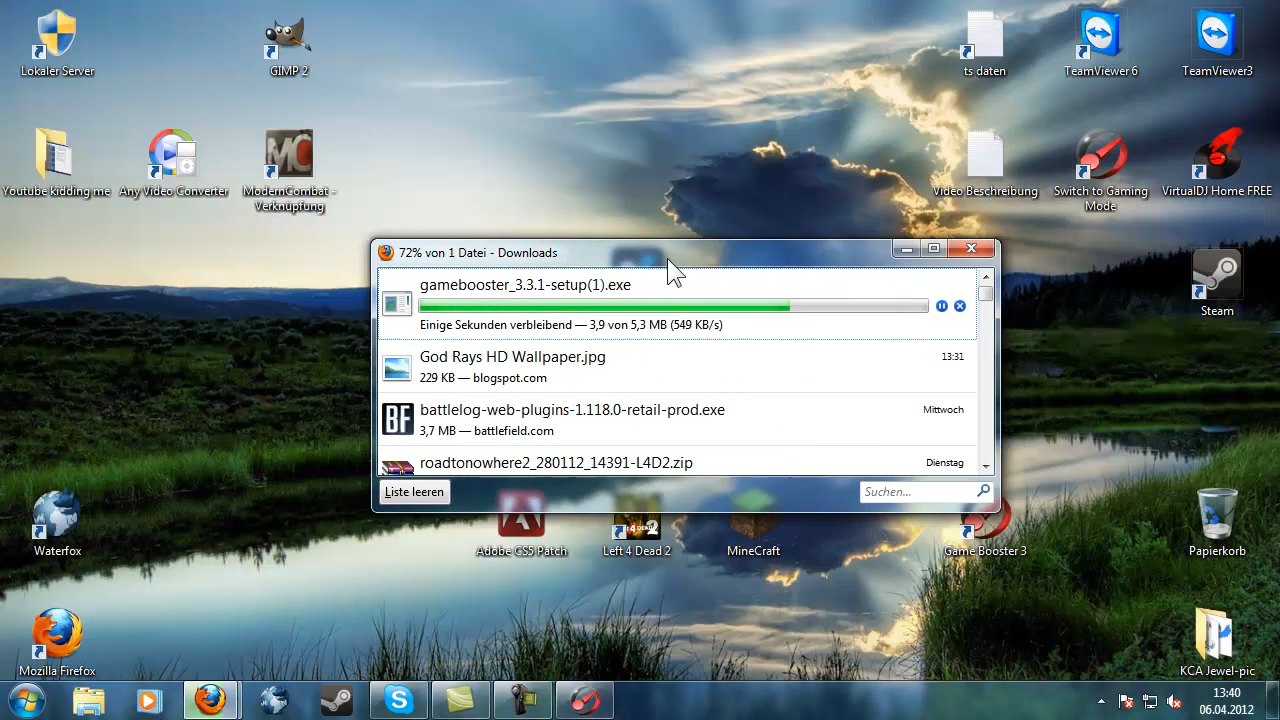 Lokaler Server
GIMP 2
ts daten
TeamViewer 6
TeamViewer3
Youtube kidding me
Any Video Converter
MC
ModernCombat -
Verknüpfung
Video Beschreibung
Switch to Gaming
Mode
VirtualDJ Home FREE
72% von 1 Datei - Downloads
gamebooster_3.3.1-setup(1).exe
Einige Sekunden verbleibend — 3,9 von 5,3 MB (549 KB/s)
God Rays HD Wallpaper.jpg
13:31
229 KB — blogspot.com
BF
battlelog-web-plugins-1.118.0-retail-prod.exe
Mittwoch
3,7 MB — battlefield.com
roadtonowhere2_280112_14391-L4D2.zip
Dienstag
Liste leeren
Suchen...
Steam
Waterfox
Adobe CS5 Patch
Left 4 Dead 2
MineCraft
Game Booster 3
Papierkorb
Mozilla Firefox
KCA Jewel-pic
13:40
06.04.2012